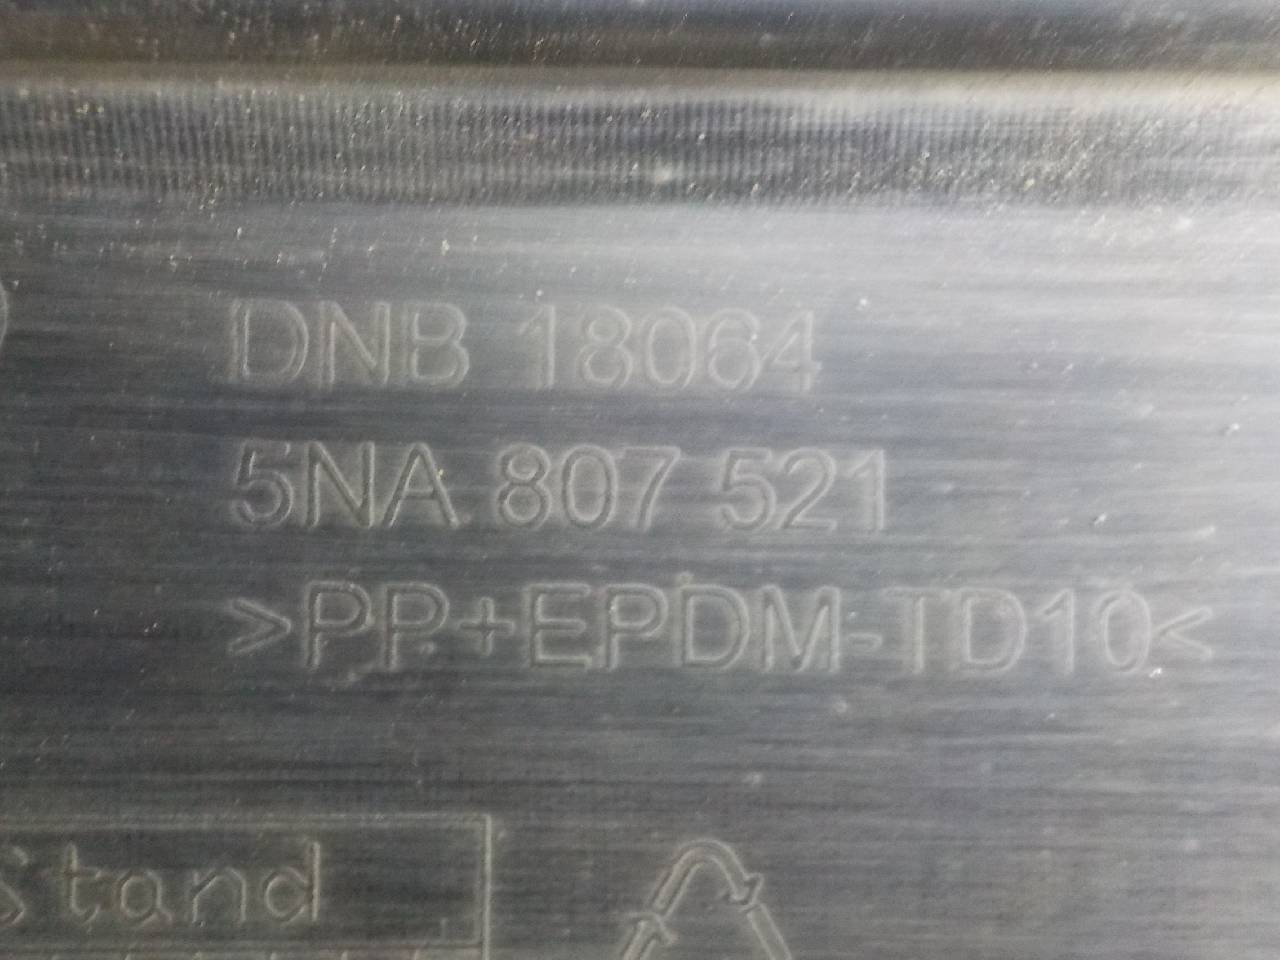 DNB 18064
5NA 807 521
>PP+EPDM-TD10<
Stand